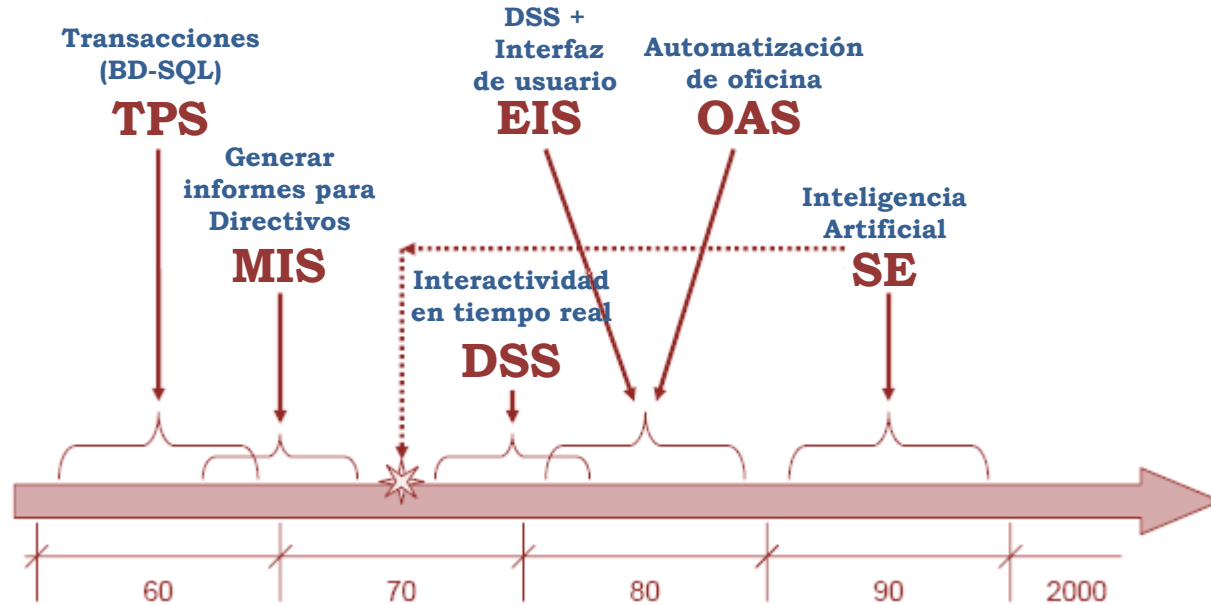 Transacciones
(BD-SQL)
TPS
DSS +
Interfaz
de usuario
EIS
Automatización
de oficina
OAS
Generar
informes para
Directivos
MIS
Inteligencia
Artificial
SE
Interactividad
en tiempo real
DSS
60
70
80
90
2000